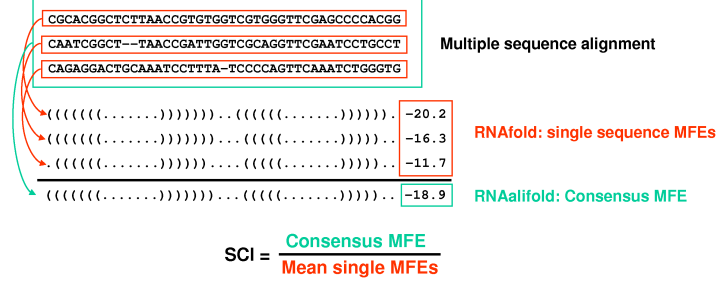 CGCACGGCTCTTAACCGTGTGGTCGTGGGTTCGAGCCCCACGG
CAATCGGCT--TAACCGATTGGTCGCAGGTTCGAATCCTGCCT
CAGAGGACTGCAAATCCTTTA-TCCCCAGTTCAAATCTGGGTG
Multiple sequence alignment
(((((((.......)))))))..((((((.......)))))). -20.2
(((((((.......)))))))..((((((.......)))))). -16.3
.((((((.......))))))...((((((.......)))))). -11.7
RNAfold: single sequence MFEs
(((((((.......)))))))...(((((.......))))).. -18.9
RNAalifold: Consensus MFE
SCI = Consensus MFE
Mean single MFEs